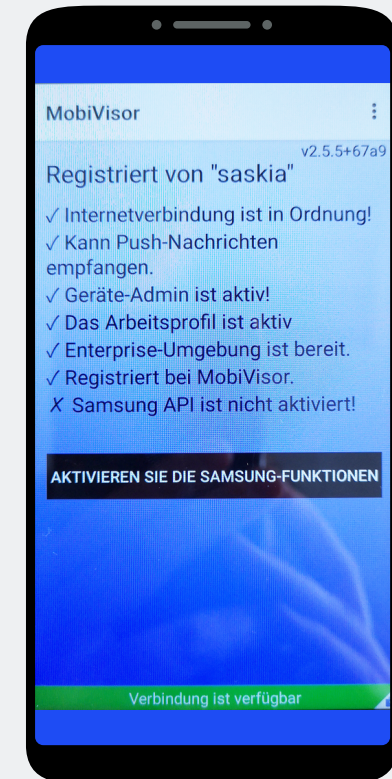 MobiVisor
v2.5.5+67a9
Registriert von "saskia"
✓ Internetverbindung ist in Ordnung!
✓ Kann Push-Nachrichten
empfangen.
✓ Geräte-Admin ist aktiv!
✓ Das Arbeitsprofil ist aktiv
✓ Enterprise-Umgebung ist bereit.
✓ Registriert bei MobiVisor.
X Samsung API ist nicht aktiviert!
AKTIVIEREN SIE DIE SAMSUNG-FUNKTIONEN
Verbindung ist verfügbar